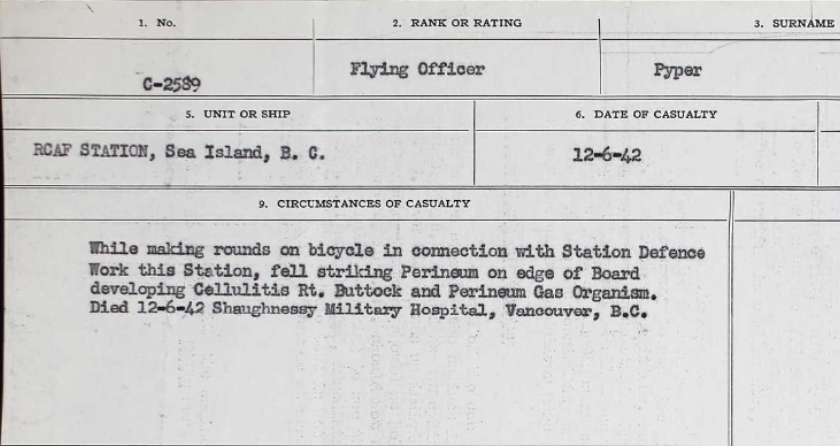 1. No.
2. RANK OR RATING
3. SURNAME
C-2589
Flying Officer
Pyper
5. UNIT OR SHIP
6. DATE OF CASUALTY
RCAF STATION, Sea Island, B. C.
12-6-42
9. CIRCUMSTANCES OF CASUALTY
While making rounds on bicycle in connection with Station Defence
Work this Station, fell striking Perineum on edge of Board
developing Cellulitis Rt. Buttock and Perineum Gas Organism.
Died 12-6-42 Shaughnessy Military Hospital, Vancouver, B.C.